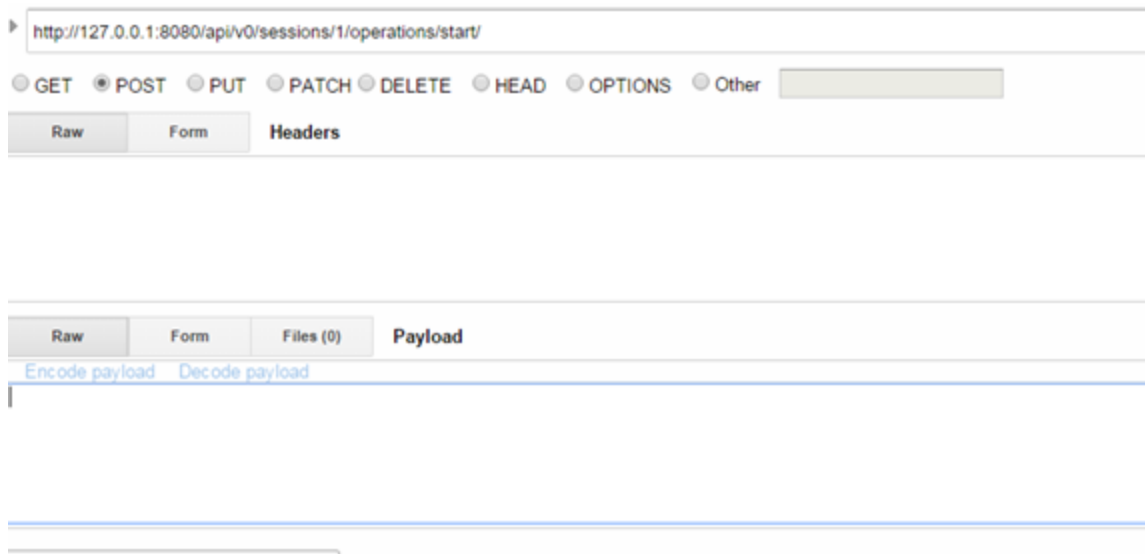 http://127.0.0.1:8080/api/v0/sessions/1/operations/start/
GET POST PUT PATCH DELETE HEAD OPTIONS Other
Raw Form Headers
Raw Form Files (0) Payload
Encode payload Decode payload